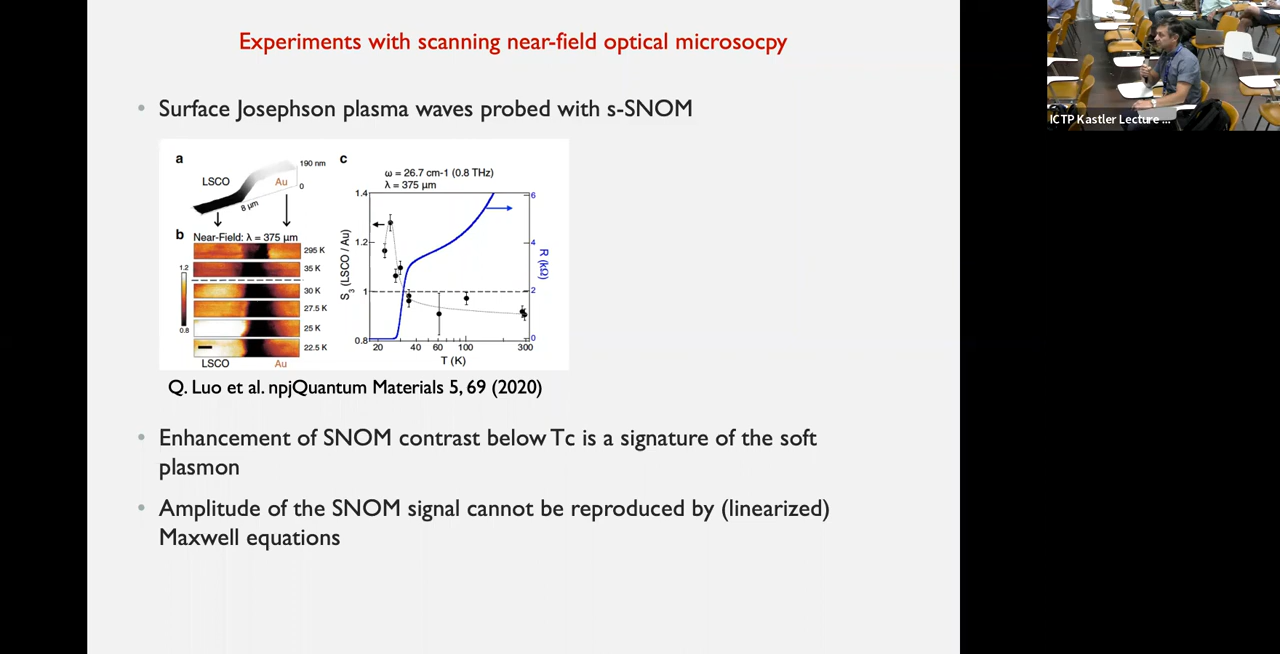 Experiments with scanning near-field optical microsocpy
• Surface Josephson plasma waves probed with s-SNOM
a
LSCO
Au
190 nm
0
8 μm
b
Near-Field: λ = 375 μm
1.2
0.8
295 K
35 K
30 K
27.5 K
25 K
22.5 K
LSCO
Au
c
ω = 26.7 cm-1 (0.8 THz)
λ = 375 μm
S3 (LSCO / Au)
1.4
1.2
1
0.8
6
4
2
0
R (kΩ)
20
40
60
100
300
T (K)
Q. Luo et al. npjQuantum Materials 5, 69 (2020)
• Enhancement of SNOM contrast below Tc is a signature of the soft
plasmon
• Amplitude of the SNOM signal cannot be reproduced by (linearized)
Maxwell equations
ICTP Kastler Lecture ...